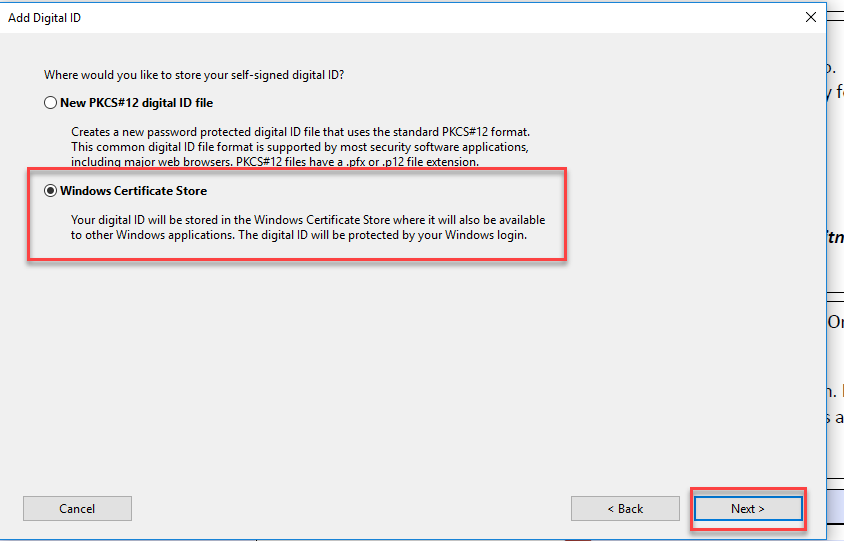 Add Digital ID
Where would you like to store your self-signed digital ID?
New PKCS#12 digital ID file
Creates a new password protected digital ID file that uses the standard PKCS#12 format.
This common digital ID file format is supported by most security software applications,
including major web browsers. PKCS#12 files have a .pfx or .p12 file extension.
Windows Certificate Store
Your digital ID will be stored in the Windows Certificate Store where it will also be available
to other Windows applications. The digital ID will be protected by your Windows login.
Cancel
< Back
Next >